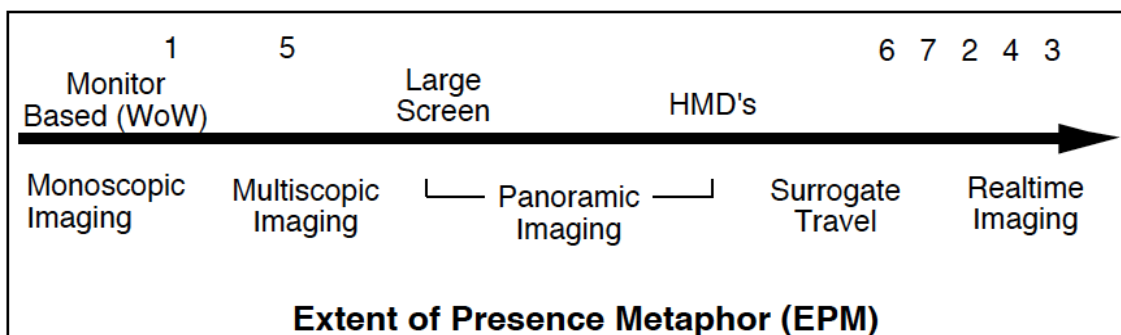 1 5 6 7 2 4 3
Monitor
Based (WoW)
Large
Screen
HMD's
Monoscopic
Imaging
Multiscopic
Imaging
Panoramic
Imaging
Surrogate
Travel
Realtime
Imaging
Extent of Presence Metaphor (EPM)